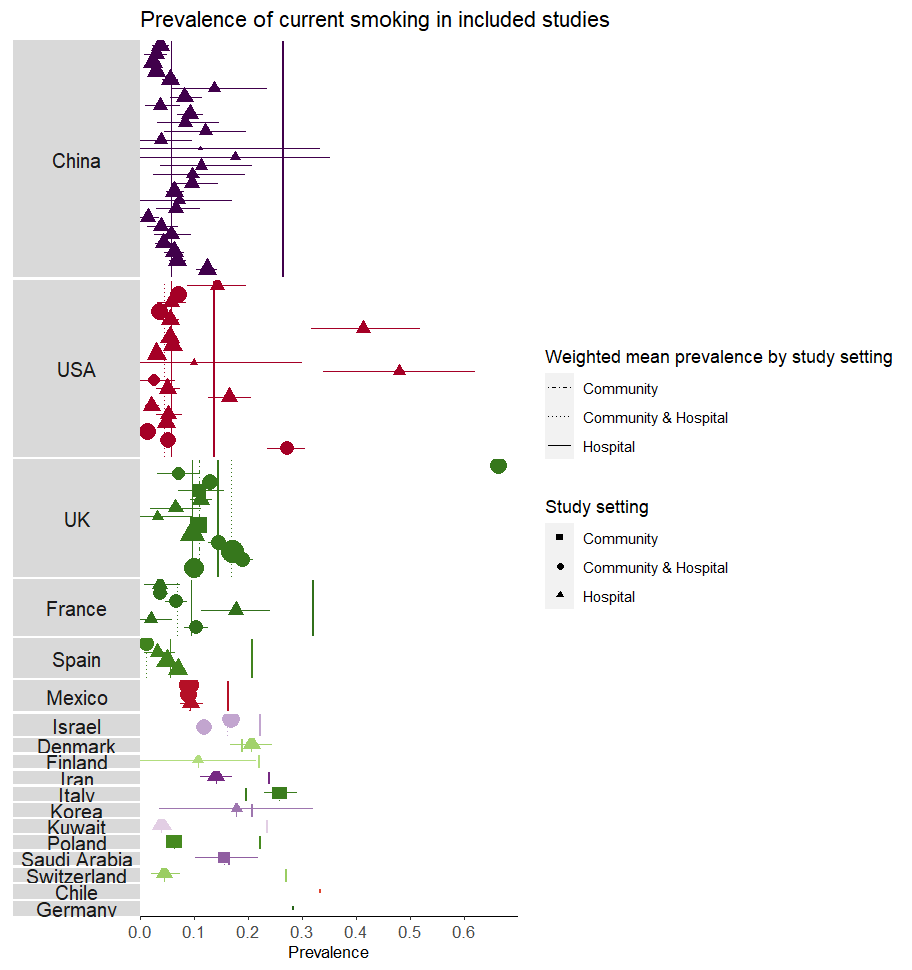 Prevalence of current smoking in included studies
China
USA
UK
France
Spain
Mexico
Israel
Denmark
Finland
Iran
Italy
Korea
Kuwait
Poland
Saudi Arabia
Switzerland
Chile
Germany
0.0 0.1 0.2 0.3 0.4 0.5 0.6
Prevalence
Weighted mean prevalence by study setting
Community
Community & Hospital
Hospital
Study setting
Community
Community & Hospital
Hospital